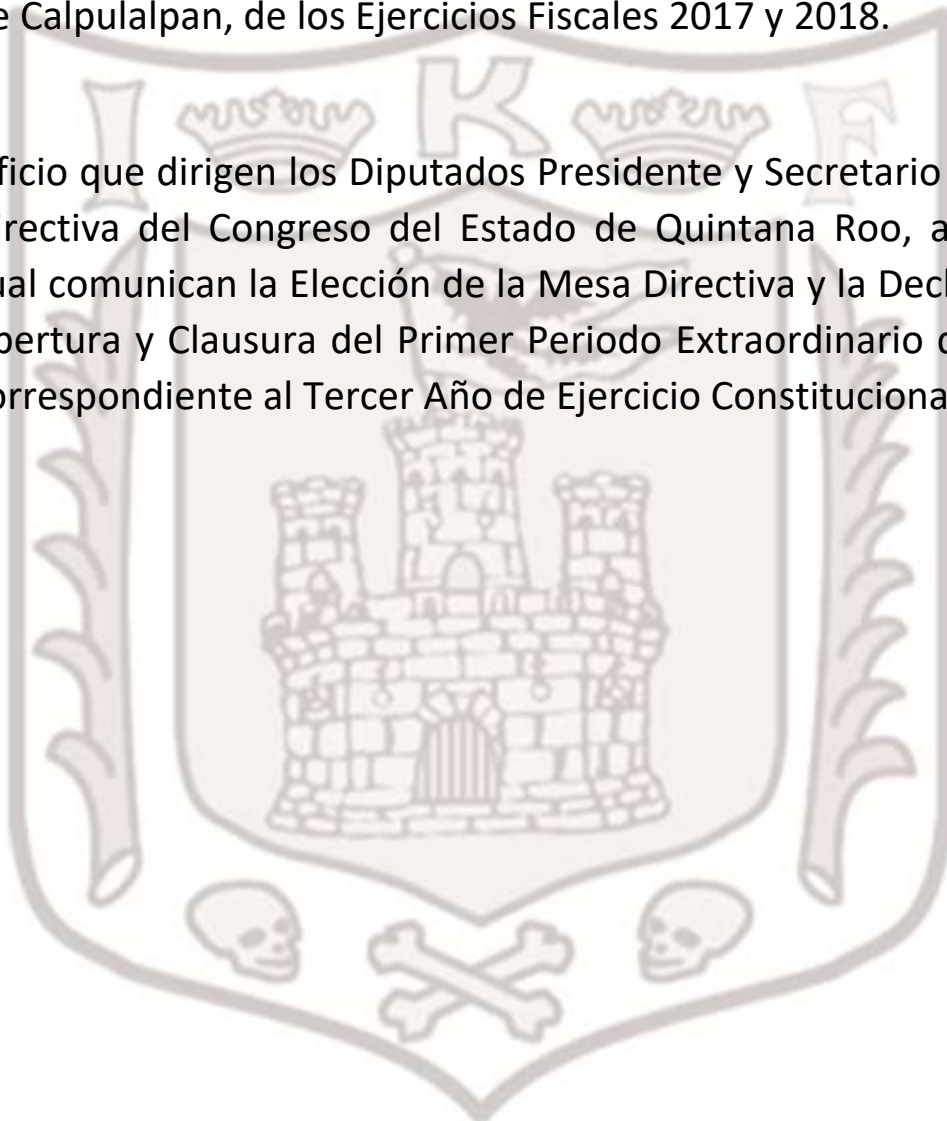 e Calpulalpan, de los Ejercicios Fiscales 2017 y 2018.
I K F
ficio que dirigen los Diputados Presidente y Secretario
irectiva del Congreso del Estado de Quintana Roo, a
ual comunican la Elección de la Mesa Directiva y la Decl
pertura y Clausura del Primer Periodo Extraordinario
orrespondiente al Tercer Año de Ejercicio Constituciona